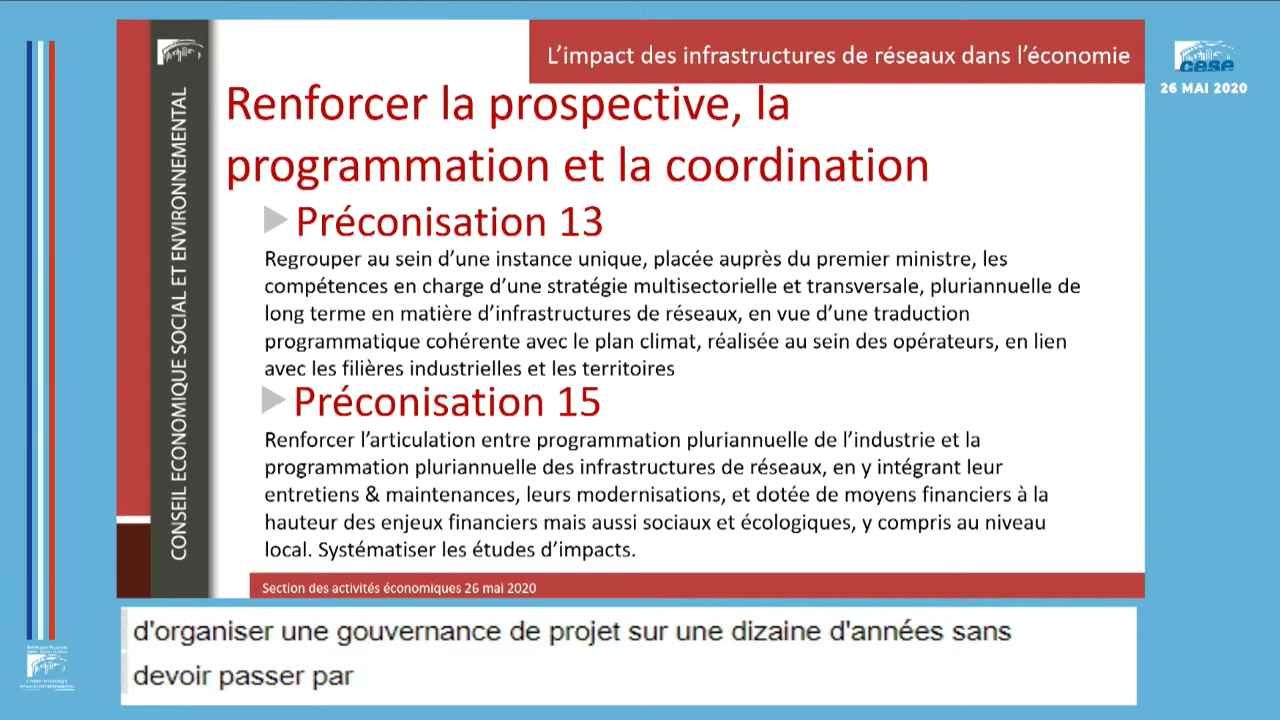 L'impact des infrastructures de réseaux dans l'économie
cese
26 MAI 2020
CONSEIL ECONOMIQUE SOCIAL ET ENVIRONNEMENTAL
Renforcer la prospective, la
programmation et la coordination
Préconisation 13
Regrouper au sein d'une instance unique, placée auprès du premier ministre, les
compétences en charge d'une stratégie multisectorielle et transversale, pluriannuelle de
long terme en matière d'infrastructures de réseaux, en vue d'une traduction
programmatique cohérente avec le plan climat, réalisée au sein des opérateurs, en lien
avec les filières industrielles et les territoires
Préconisation 15
Renforcer l'articulation entre programmation pluriannuelle de l'industrie et la
programmation pluriannuelle des infrastructures de réseaux, en y intégrant leur
entretiens & maintenances, leurs modernisations, et dotée de moyens financiers à la
hauteur des enjeux financiers mais aussi sociaux et écologiques, y compris au niveau
local. Systématiser les études d'impacts.
Section des activités économiques 26 mai 2020
d'organiser une gouvernance de projet sur une dizaine d'années sans
devoir passer par